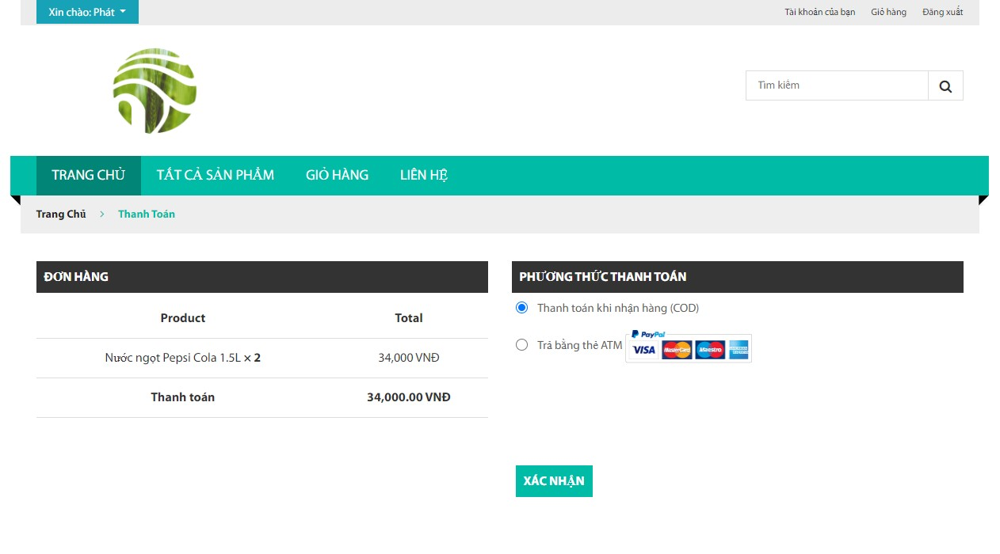 Xin chào: Phát
Tài khoản của bạn Giỏ hàng Đăng xuất
Tìm kiếm
TRANG CHỦ TẤT CẢ SẢN PHẨM GIỎ HÀNG LIÊN HỆ
Trang Chủ > Thanh Toán
ĐƠN HÀNG
Product Total
Nước ngọt Pepsi Cola 1.5L × 2 34,000 VNĐ
Thanh toán 34,000.00 VNĐ
PHƯƠNG THỨC THANH TOÁN
Thanh toán khi nhận hàng (COD)
Trả bằng thẻ ATM
PayPal
VISA MasterCard Maestro AMERICAN EXPRESS
XÁC NHẬN